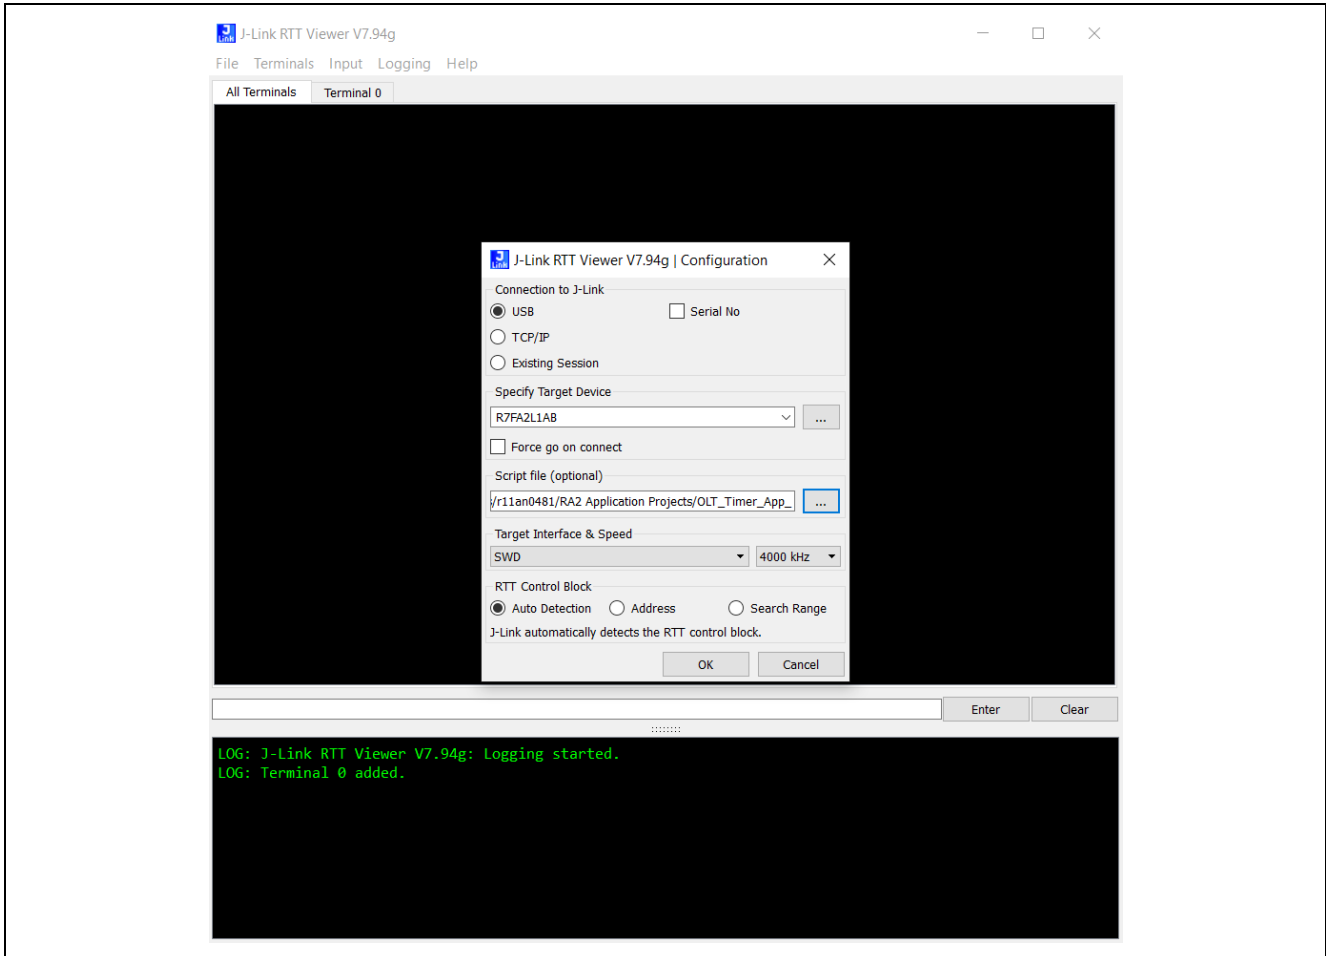 J-Link RTT Viewer V7.94g
File Terminals Input Logging Help
All Terminals Terminal 0
J-Link RTT Viewer V7.94g | Configuration
Connection to J-Link
USB Serial No
TCP/IP
Existing Session
Specify Target Device
R7FA2L1AB ...
Force go on connect
Script file (optional)
/r11an0481/RA2 Application Projects/OLT_Timer_App_ ...
Target Interface & Speed
SWD 4000 kHz
RTT Control Block
Auto Detection Address Search Range
J-Link automatically detects the RTT control block.
OK Cancel
Enter Clear
LOG: J-Link RTT Viewer V7.94g: Logging started.
LOG: Terminal 0 added.